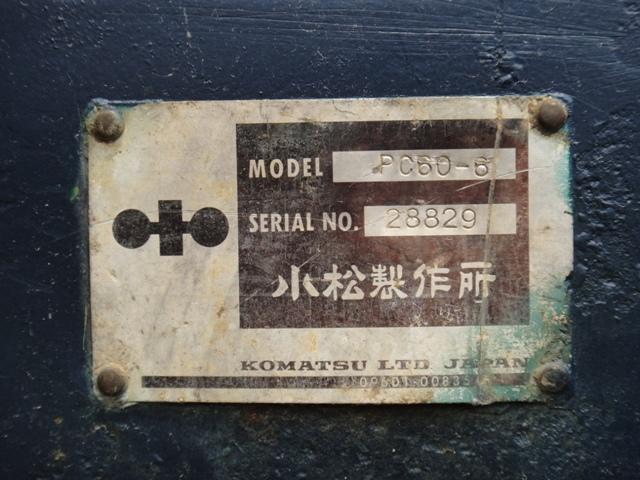 MODEL PC60-6
SERIAL NO. 28829
小松製作所
KOMATSU LTD. JAPAN